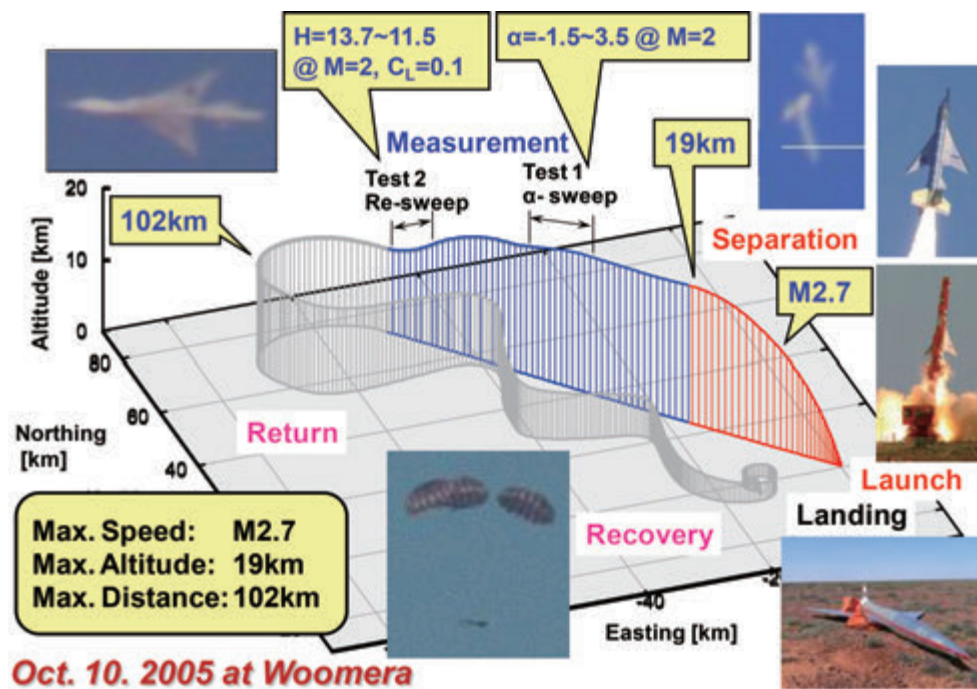 H=13.7~11.5
@ M=2, CL=0.1
α=-1.5~3.5 @ M=2
Measurement
19km
Test 2
Re-sweep
Test 1
α- sweep
102km
Separation
M2.7
Altitude [km]
20
10
0
80
60
40
Northing
[km]
Return
Launch
Landing
Recovery
Max. Speed: M2.7
Max. Altitude: 19km
Max. Distance: 102km
-40
Easting [km]
Oct. 10. 2005 at Woomera